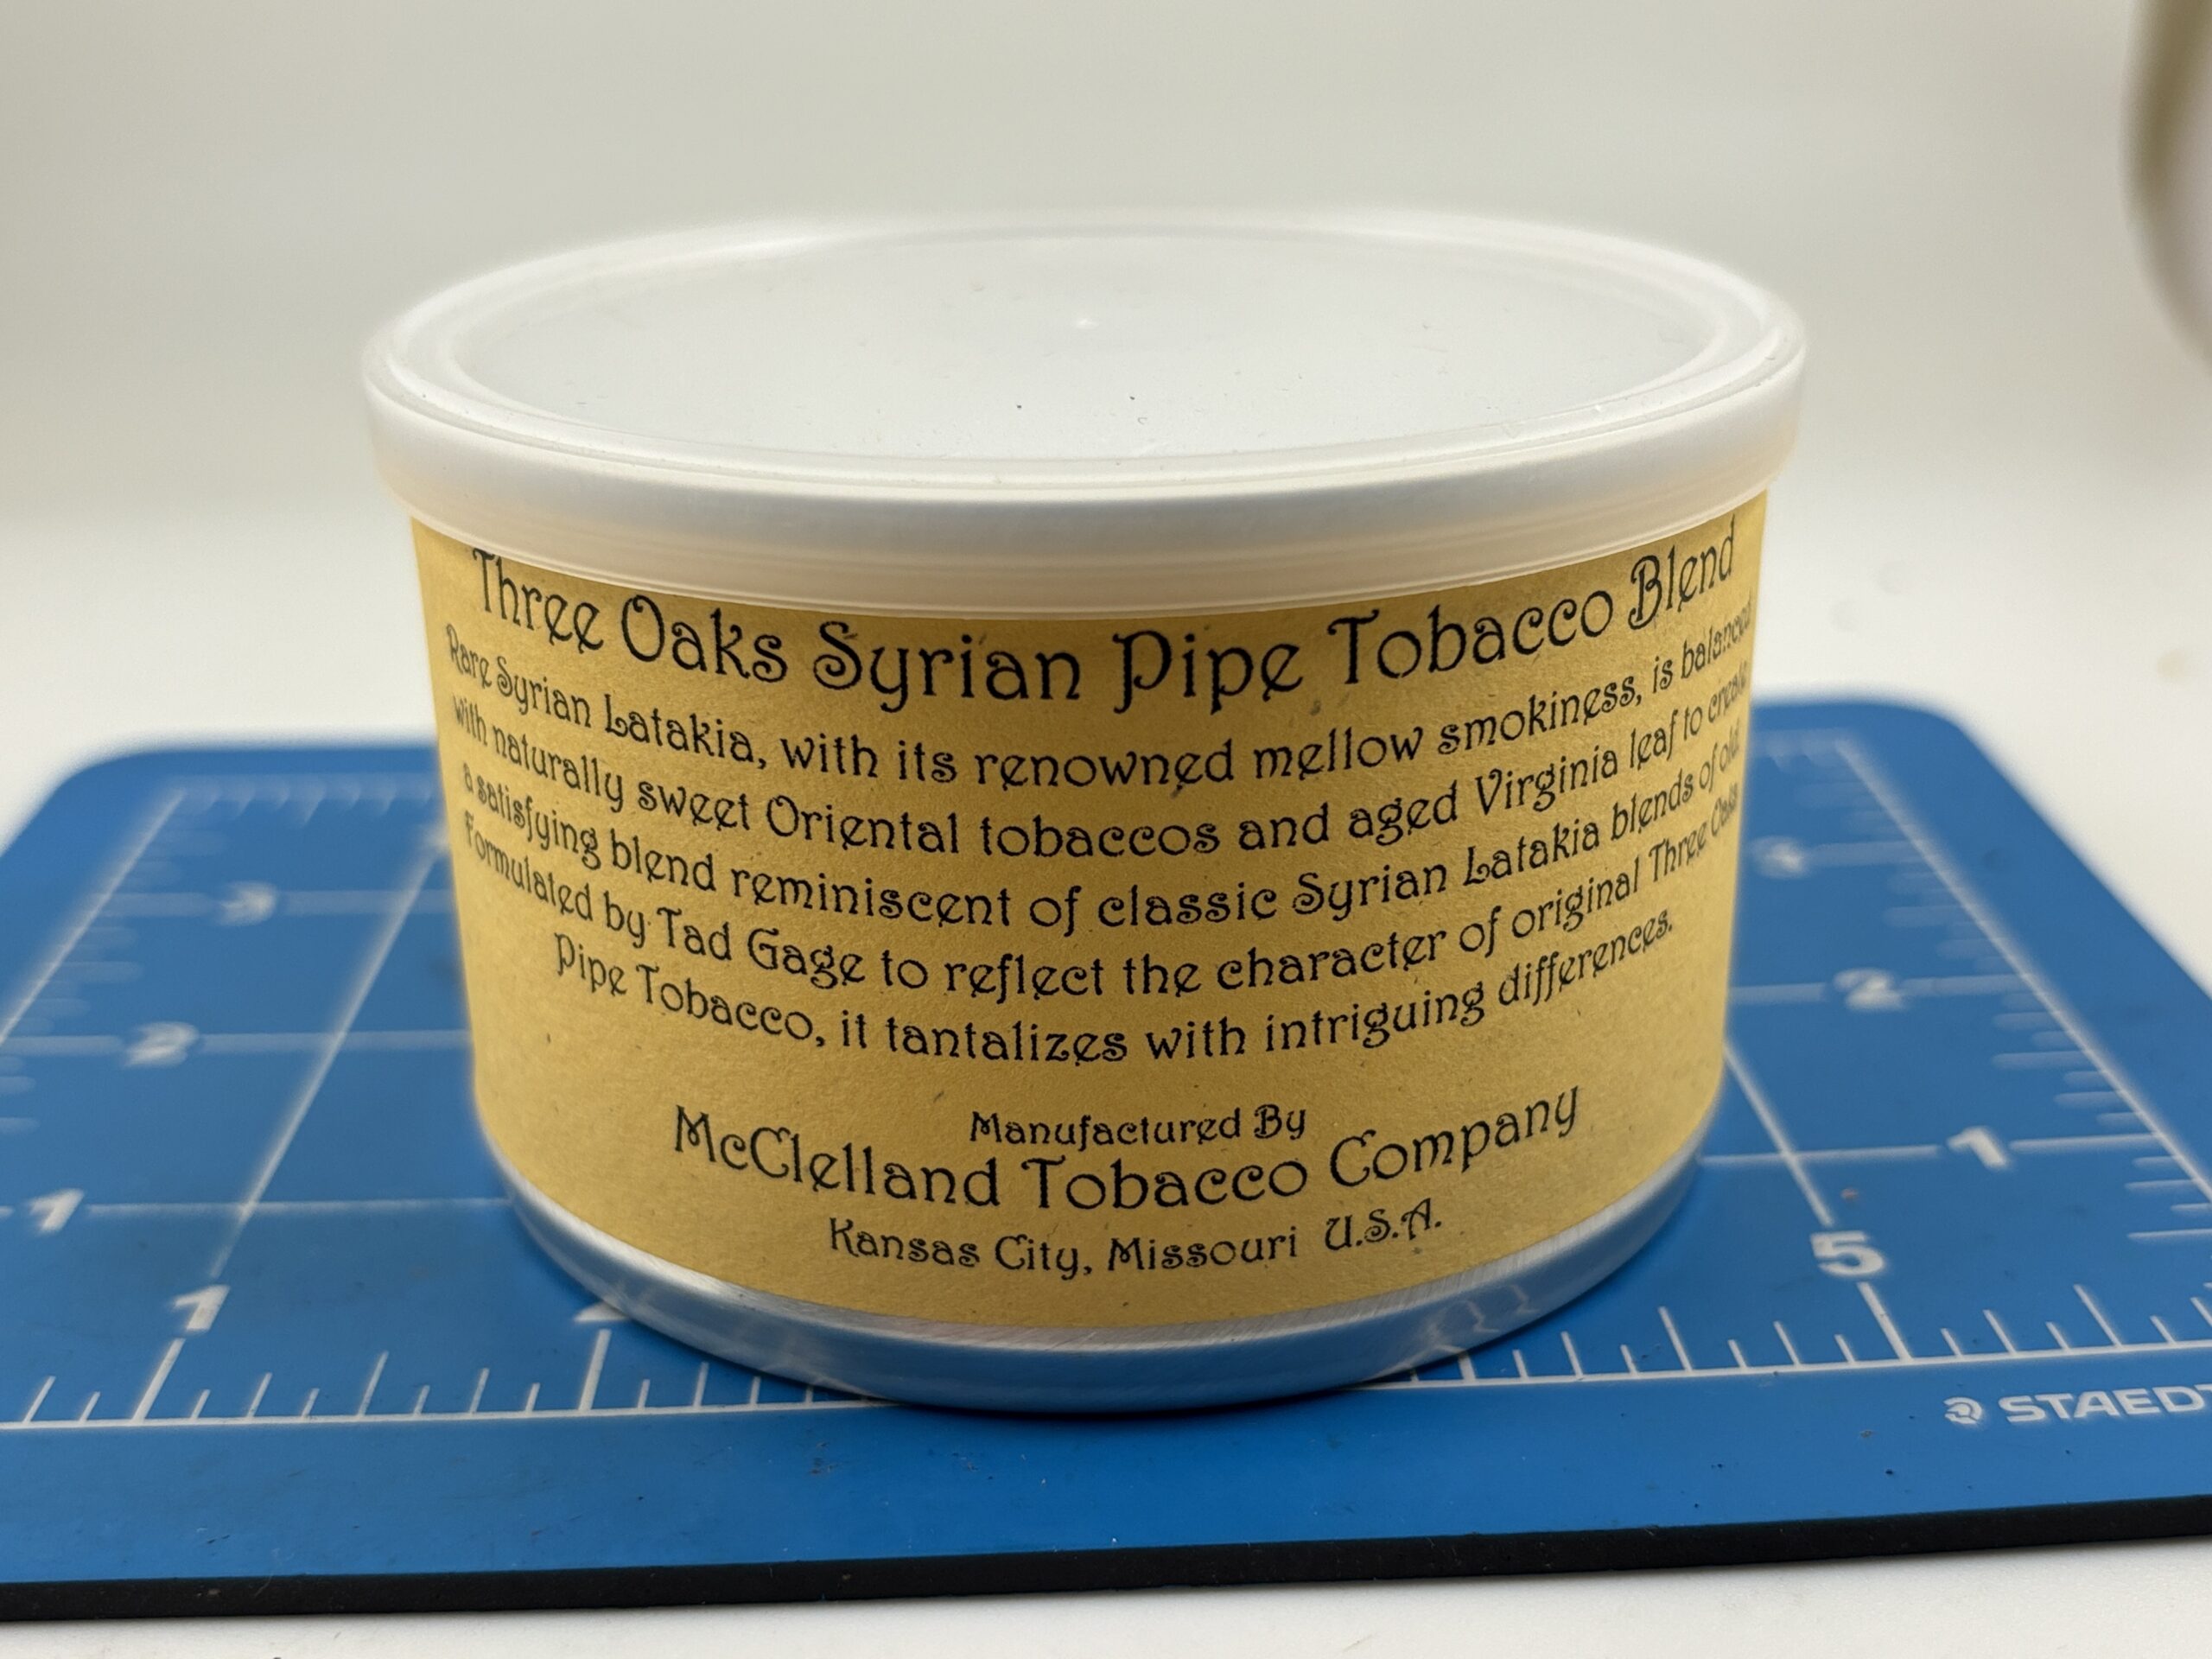 Three Oaks Syrian Pipe Tobacco Blend
Rare Syrian Latakia, with its renowned mellow smokiness, is balanced
with naturally sweet Oriental tobaccos and aged Virginia leaf to create
a satisfying blend reminiscent of classic Syrian Latakia blends of old.
Formulated by Tad Gage to reflect the character of original Three Oaks
Pipe Tobacco, it tantalizes with intriguing differences.
Manufactured By
McClelland Tobacco Company
Kansas City, Missouri U.S.A.
3
3
2
2
1
1
1
5
STAEDT